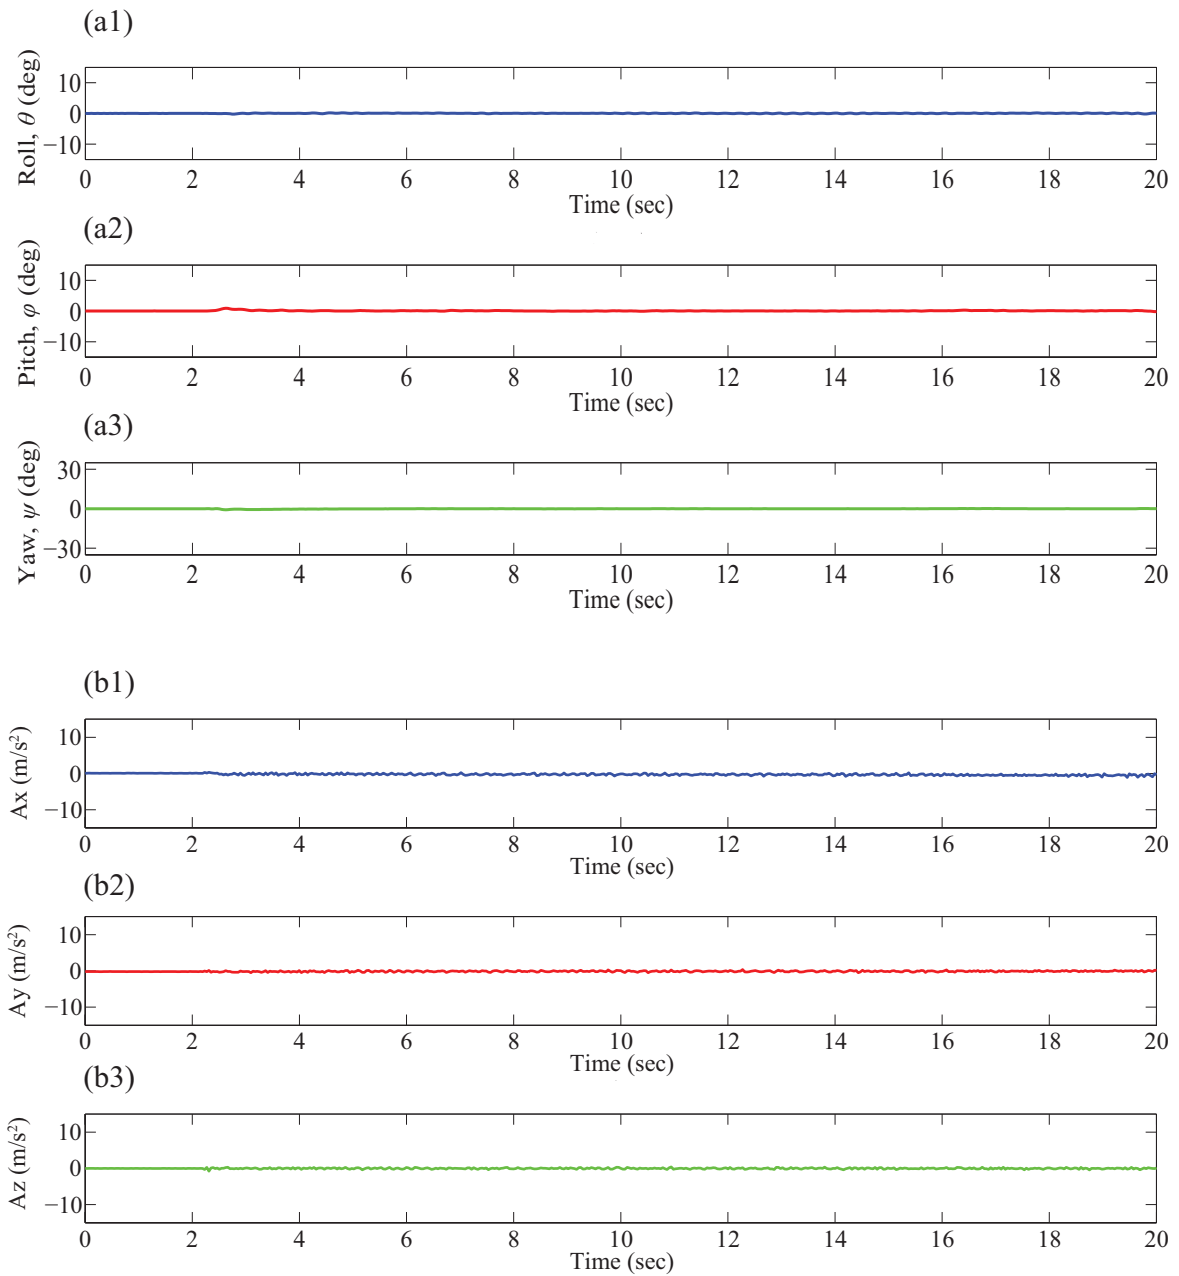 (a1)
Roll, θ (deg)
10
0
−10
0 2 4 6 8 10 12 14 16 18 20
Time (sec)
(a2)
Pitch, φ (deg)
10
0
−10
0 2 4 6 8 10 12 14 16 18 20
Time (sec)
(a3)
Yaw, ψ (deg)
30
0
−30
0 2 4 6 8 10 12 14 16 18 20
Time (sec)
(b1)
Ax (m/s²)
10
0
−10
0 2 4 6 8 10 12 14 16 18 20
Time (sec)
(b2)
Ay (m/s²)
10
0
−10
0 2 4 6 8 10 12 14 16 18 20
Time (sec)
(b3)
Az (m/s²)
10
0
−10
0 2 4 6 8 10 12 14 16 18 20
Time (sec)